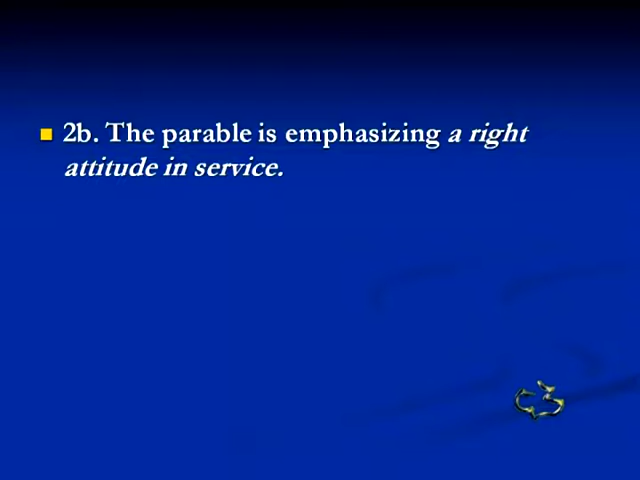 2b. The parable is emphasizing a right
attitude in service.